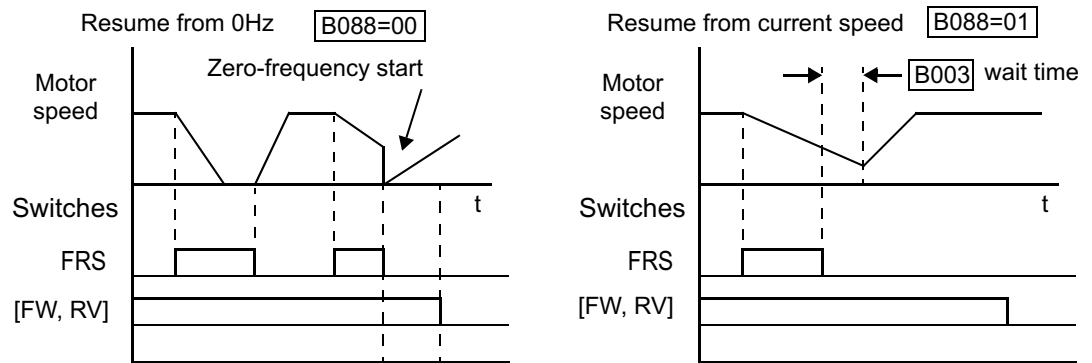 Resume from 0Hz B088=00
Zero-frequency start
Motor
speed
t
Switches
FRS
[FW, RV]
Resume from current speed B088=01
B003 wait time
Motor
speed
t
Switches
FRS
[FW, RV]